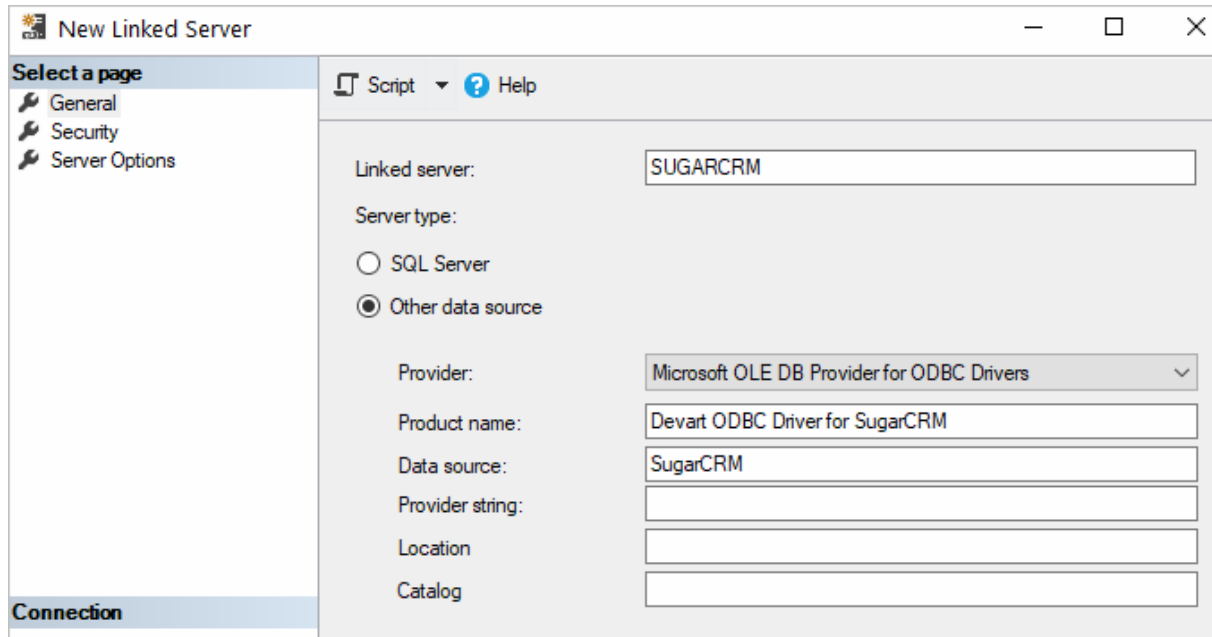 New Linked Server
Select a page
General
Security
Server Options
Connection
Script Help
Linked server: SUGARCRM
Server type:
SQL Server
Other data source
Provider: Microsoft OLE DB Provider for ODBC Drivers
Product name: Devart ODBC Driver for SugarCRM
Data source: SugarCRM
Provider string:
Location
Catalog